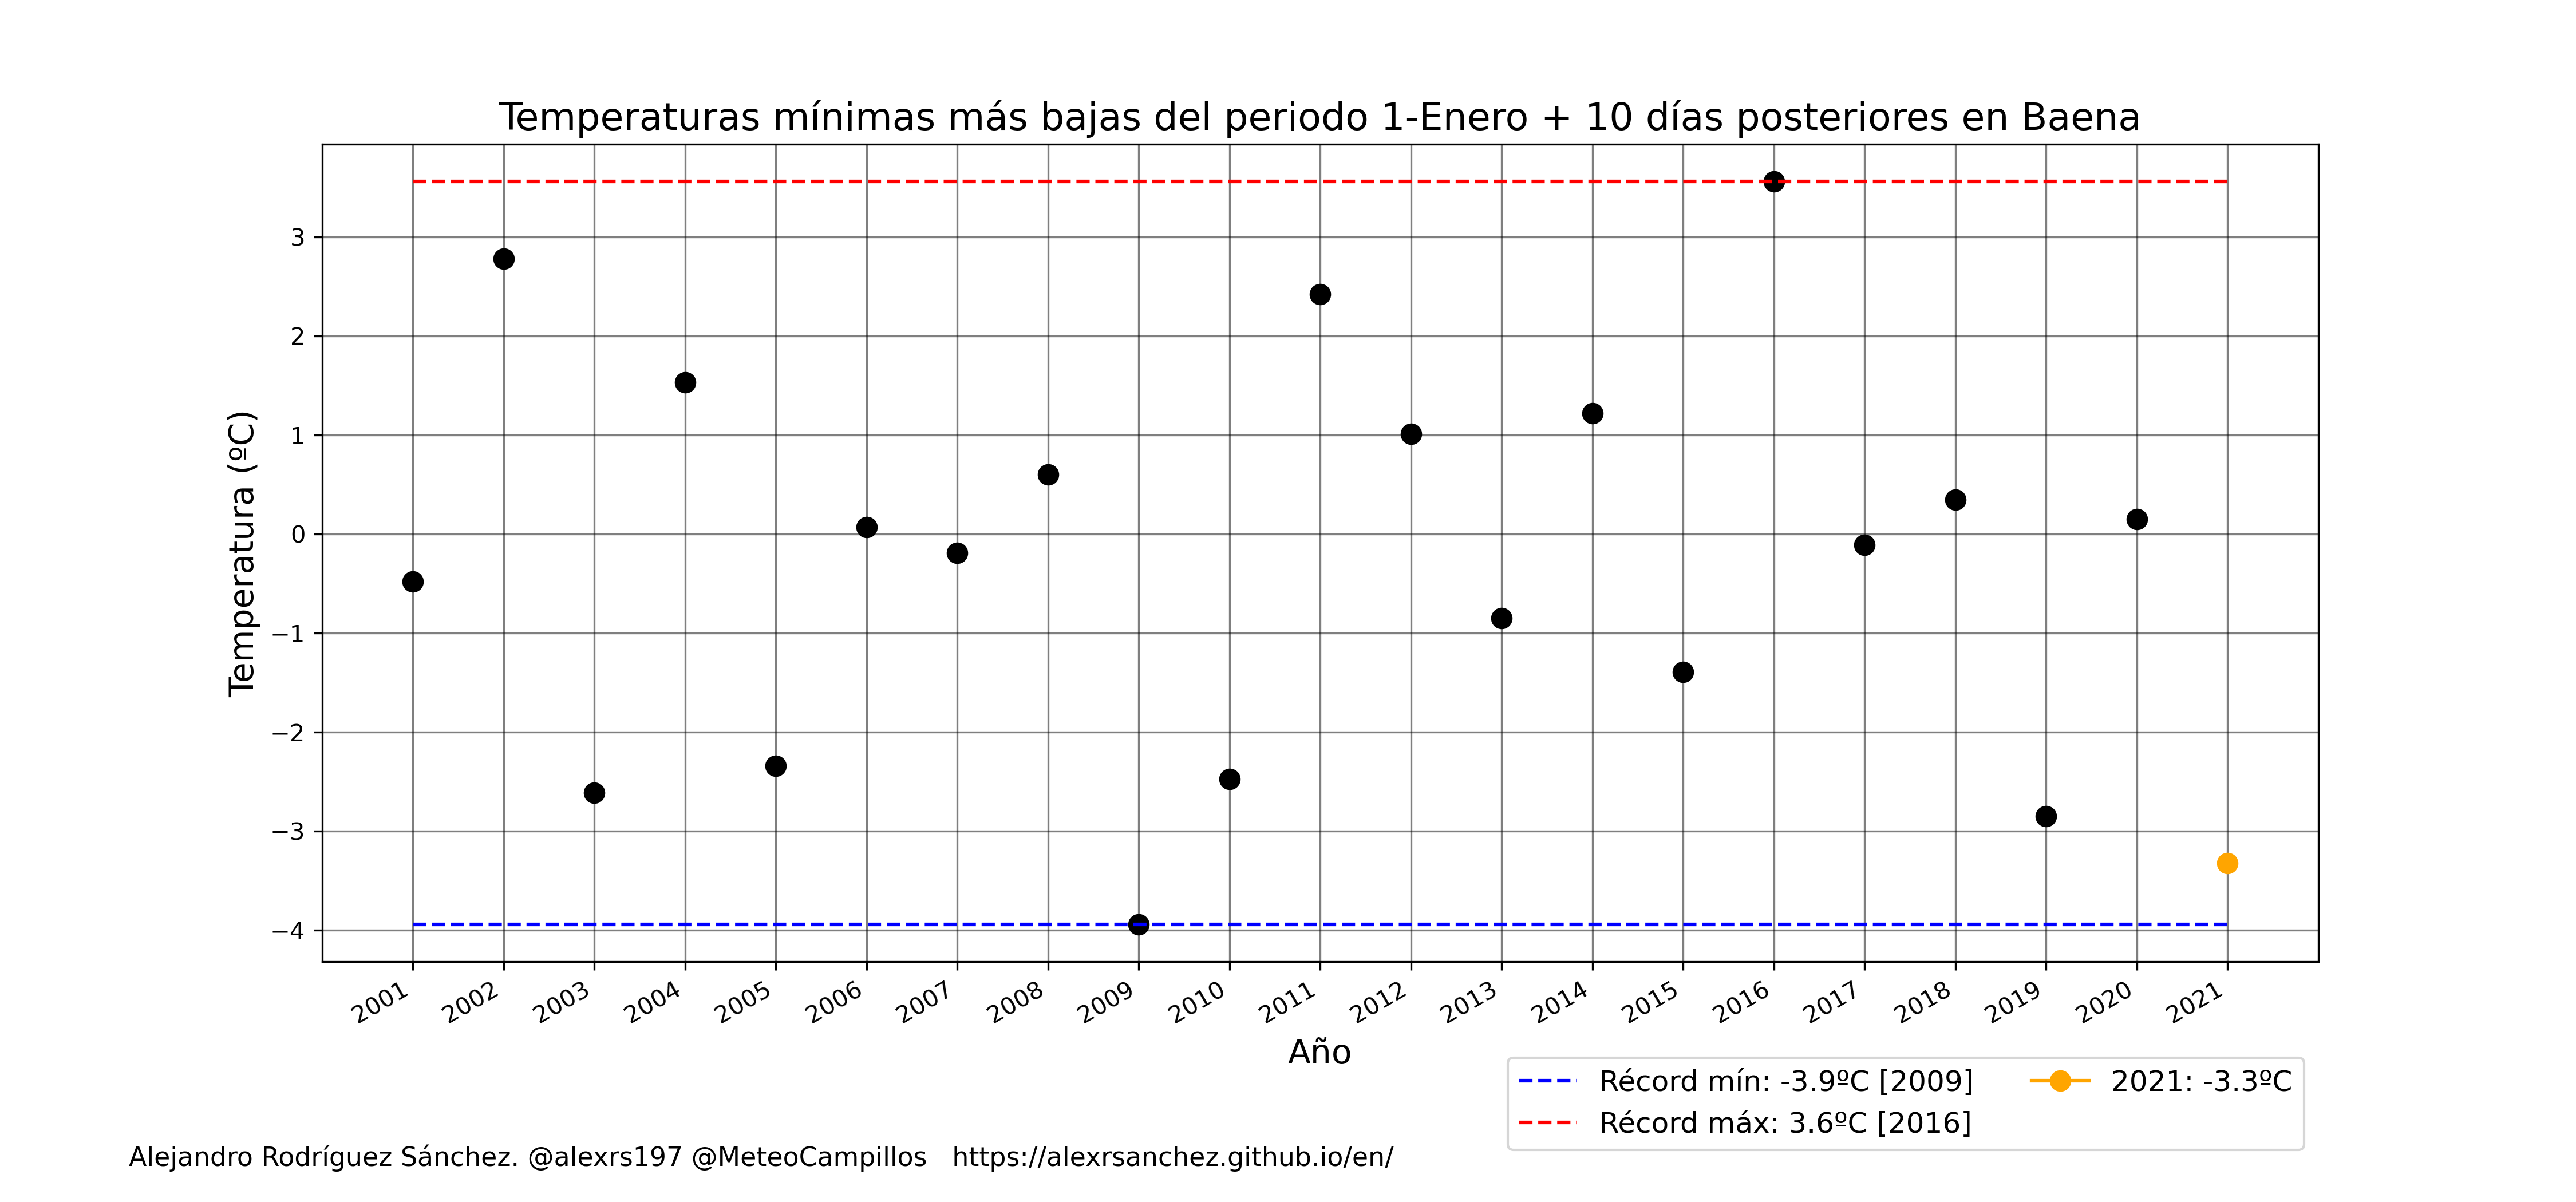 Temperaturas mínimas más bajas del periodo 1-Enero + 10 días posteriores en Baena
Temperatura (ºC)
3
2
1
0
−1
−2
−3
−4
2001 2002 2003 2004 2005 2006 2007 2008 2009 2010 2011 2012 2013 2014 2015 2016 2017 2018 2019 2020 2021
Año
Récord mín: -3.9ºC [2009]
Récord máx: 3.6ºC [2016]
2021: -3.3ºC
Alejandro Rodríguez Sánchez. @alexrs197 @MeteoCampillos https://alexrsanchez.github.io/en/